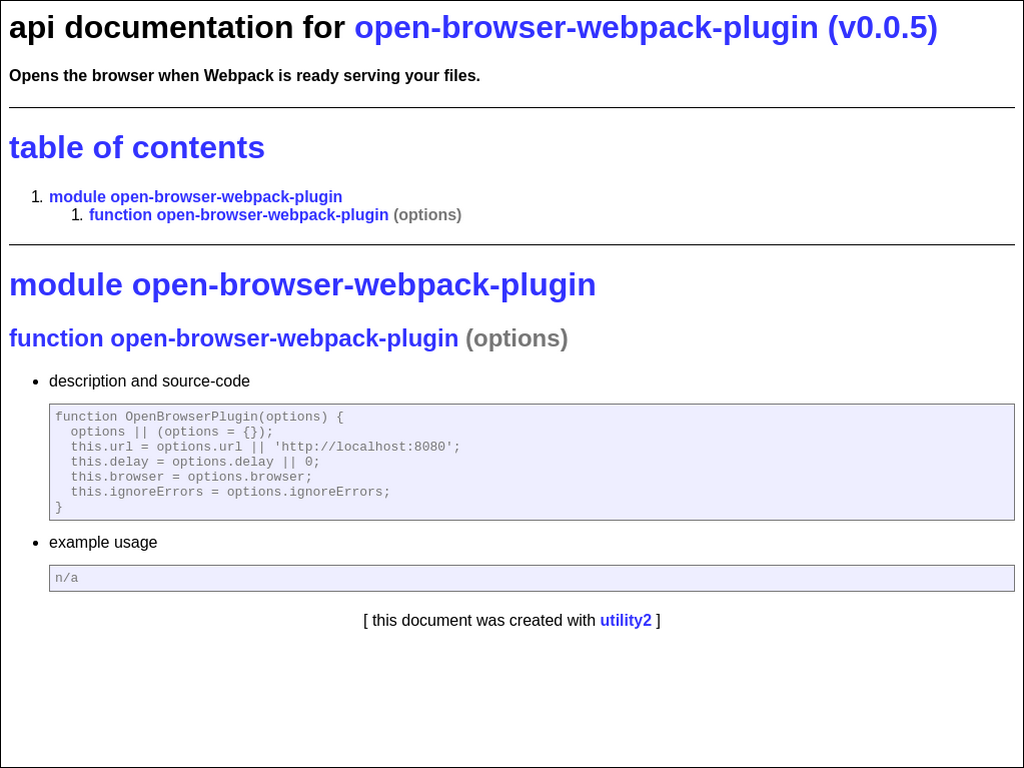 api documentation for open-browser-webpack-plugin (v0.0.5)
Opens the browser when Webpack is ready serving your files.
table of contents
1. module open-browser-webpack-plugin
1. function open-browser-webpack-plugin (options)
module open-browser-webpack-plugin
function open-browser-webpack-plugin (options)
• description and source-code
function OpenBrowserPlugin(options) {
  options || (options = {});
  this.url = options.url || 'http://localhost:8080';
  this.delay = options.delay || 0;
  this.browser = options.browser;
  this.ignoreErrors = options.ignoreErrors;
}
• example usage
n/a
[ this document was created with utility2 ]